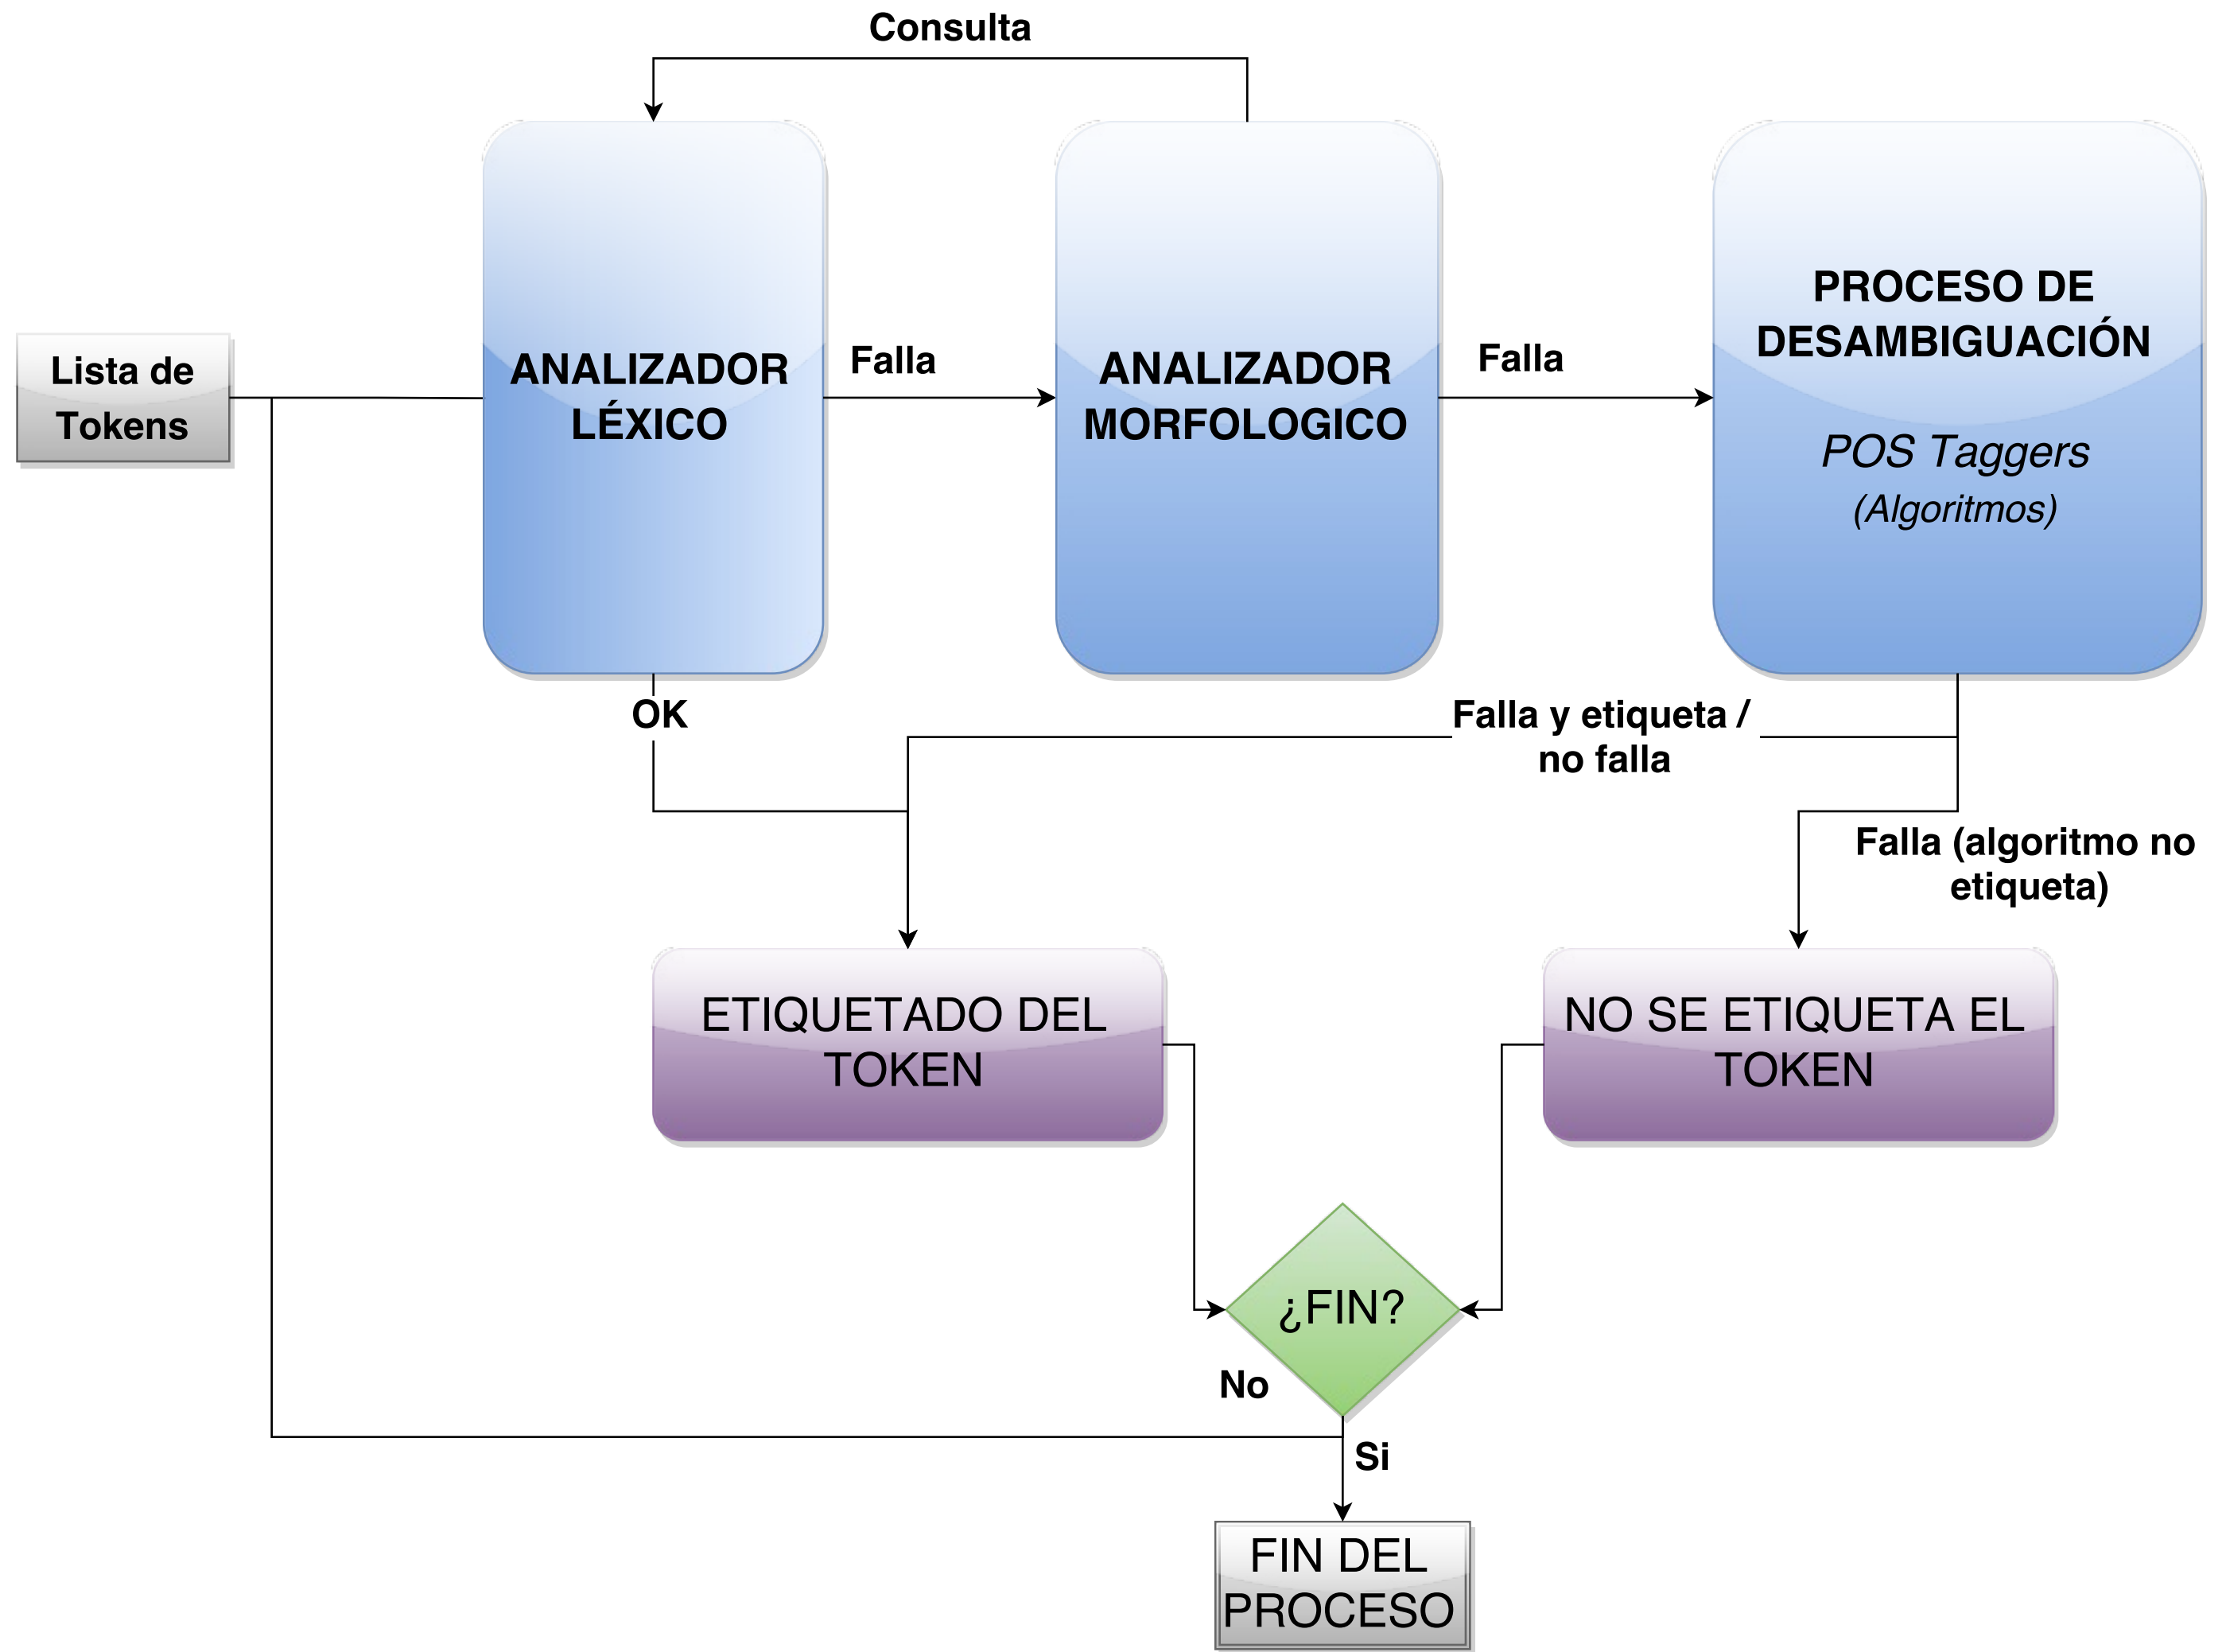 Consulta
Lista de
Tokens
ANALIZADOR
LÉXICO
Falla
ANALIZADOR
MORFOLOGICO
Falla
PROCESO DE
DESAMBIGUACIÓN
POS Taggers
(Algoritmos)
OK
Falla y etiqueta /
no falla
Falla (algoritmo no
etiqueta)
ETIQUETADO DEL
TOKEN
NO SE ETIQUETA EL
TOKEN
¿FIN?
No
Si
FIN DEL
PROCESO